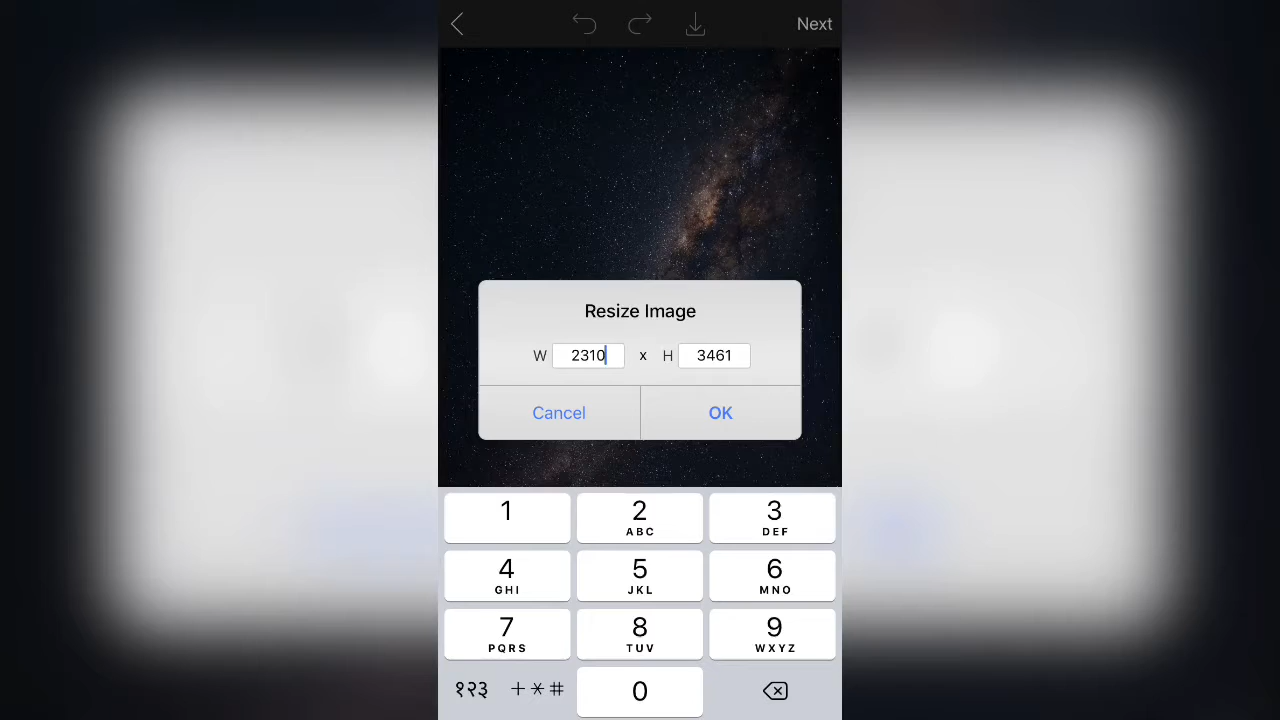 Next
Resize Image
W 2310 x H 3461
Cancel OK
1 2 3
ABC DEF
4 5 6
GHI JKL MNO
7 8 9
PQRS TUV WXYZ
१२३ +*# 0